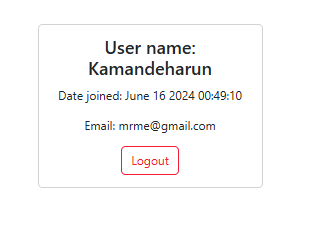 User name:
Kamandeharun
Date joined: June 16 2024 00:49:10
Email: mrme@gmail.com
Logout